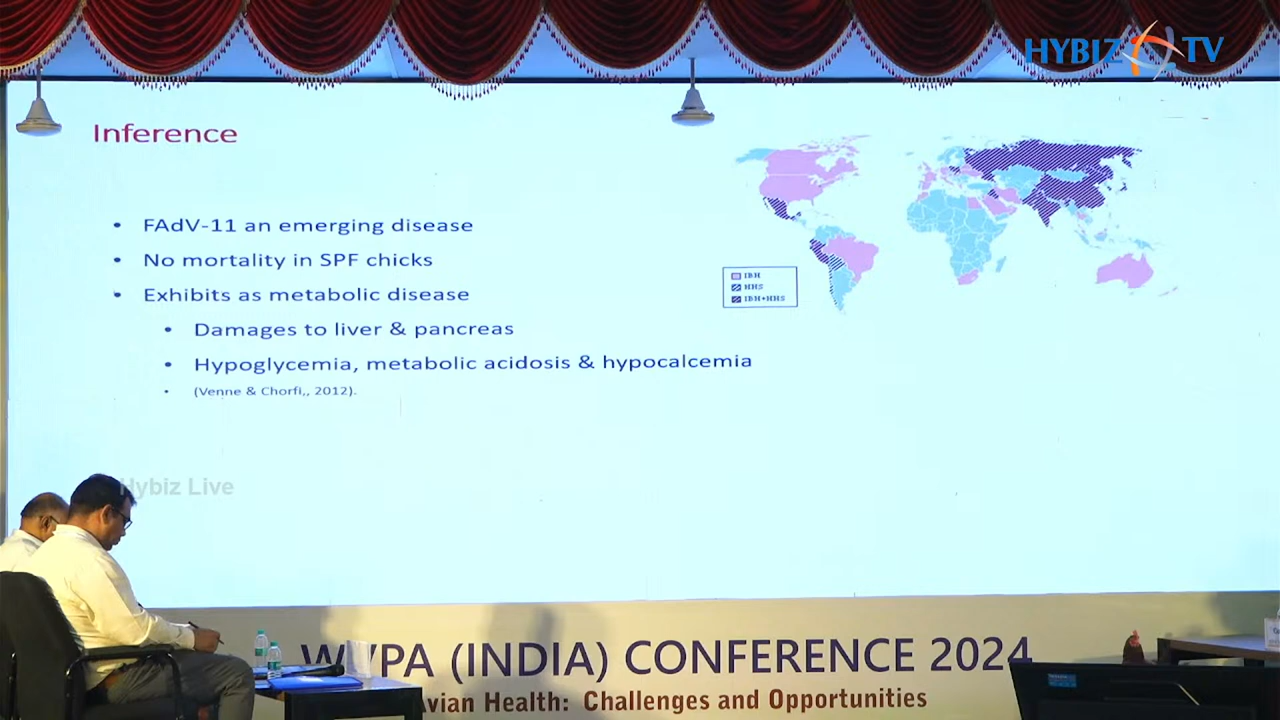 HYBIZ TV
Inference
• FAdV-11 an emerging disease
• No mortality in SPF chicks
• Exhibits as metabolic disease
• Damages to liver & pancreas
• Hypoglycemia, metabolic acidosis & hypocalcemia
• (Venne & Chorfi,, 2012).
IBH
HHS
IBH+HHS
Hybiz Live
(INDIA) CONFERENCE 2024
Avian Health: Challenges and Opportunities